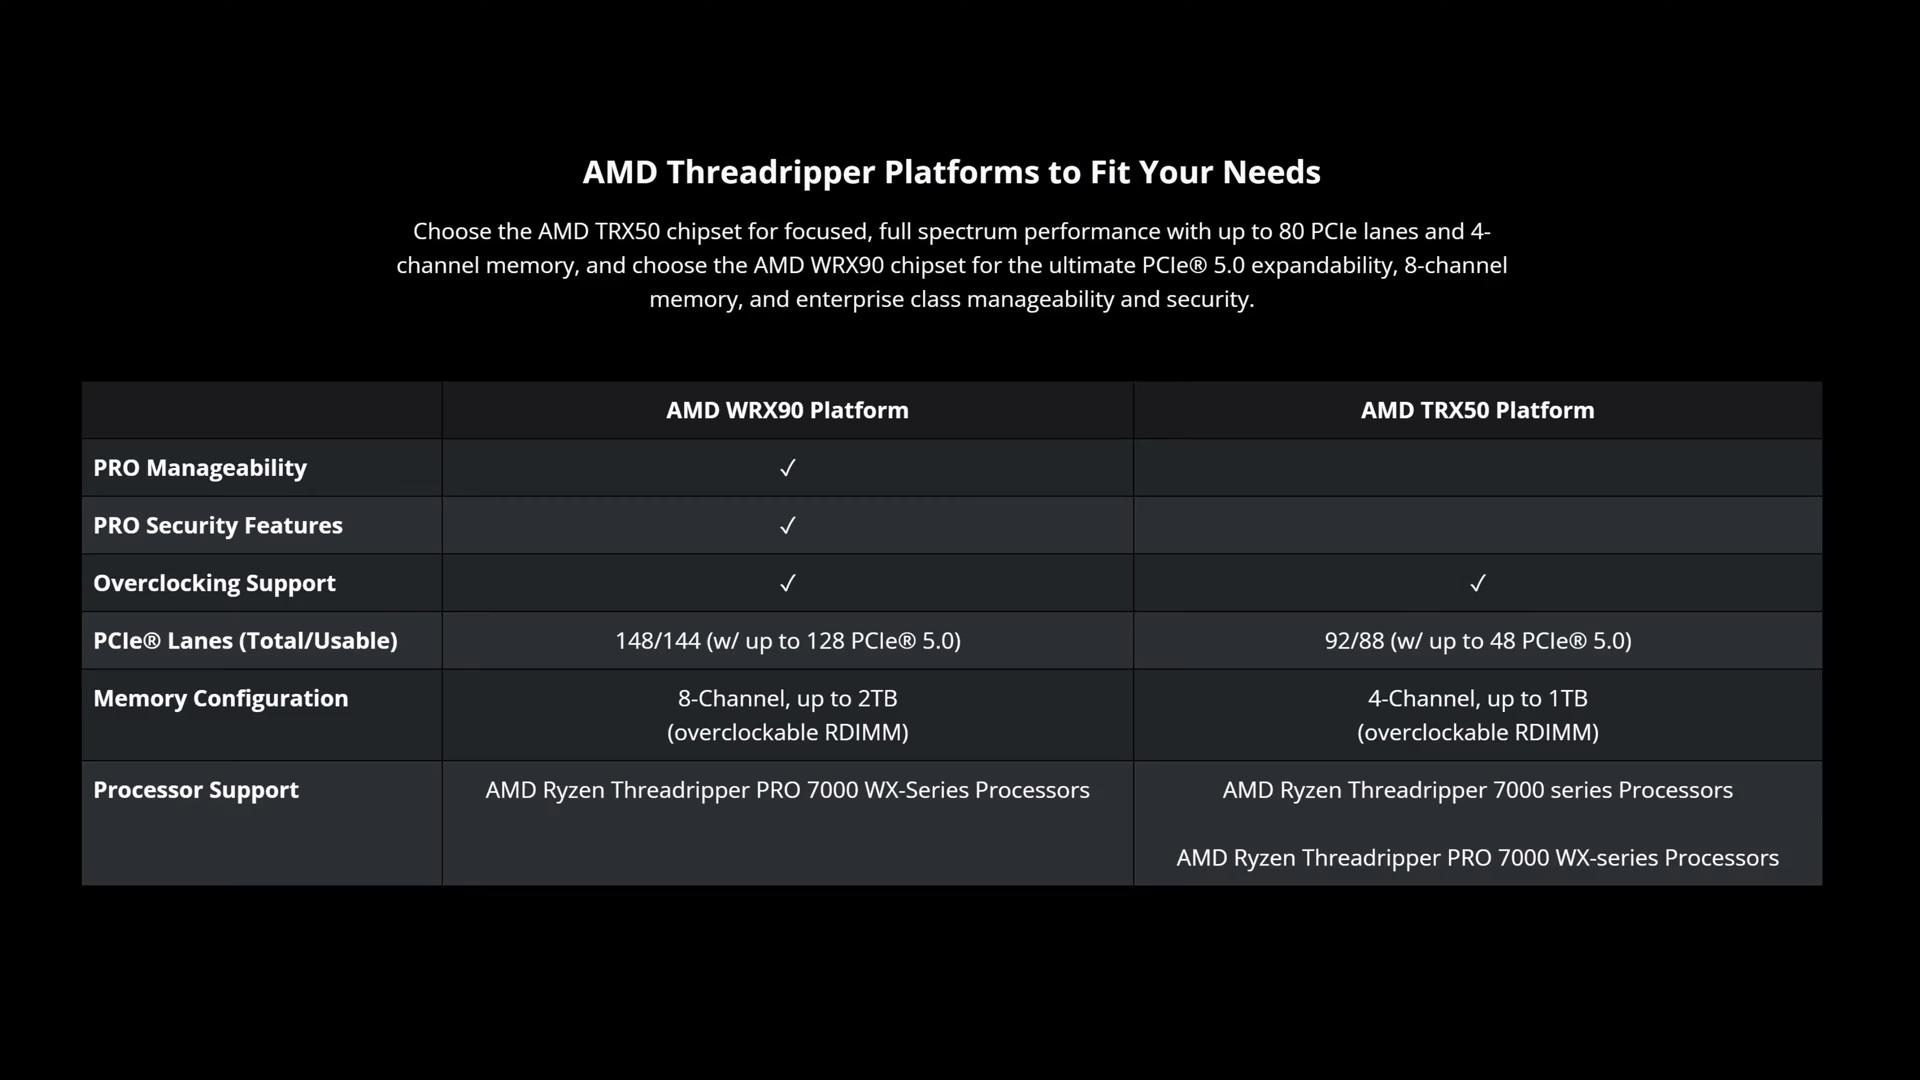 AMD Threadripper Platforms to Fit Your Needs
Choose the AMD TRX50 chipset for focused, full spectrum performance with up to 80 PCIe lanes and 4-
channel memory, and choose the AMD WRX90 chipset for the ultimate PCIe® 5.0 expandability, 8-channel
memory, and enterprise class manageability and security.
AMD WRX90 Platform AMD TRX50 Platform
PRO Manageability ✓
PRO Security Features ✓
Overclocking Support ✓ ✓
PCIe® Lanes (Total/Usable) 148/144 (w/ up to 128 PCIe® 5.0) 92/88 (w/ up to 48 PCIe® 5.0)
Memory Configuration 8-Channel, up to 2TB 4-Channel, up to 1TB
(overclockable RDIMM) (overclockable RDIMM)
Processor Support AMD Ryzen Threadripper PRO 7000 WX-Series Processors AMD Ryzen Threadripper 7000 series Processors
AMD Ryzen Threadripper PRO 7000 WX-series Processors